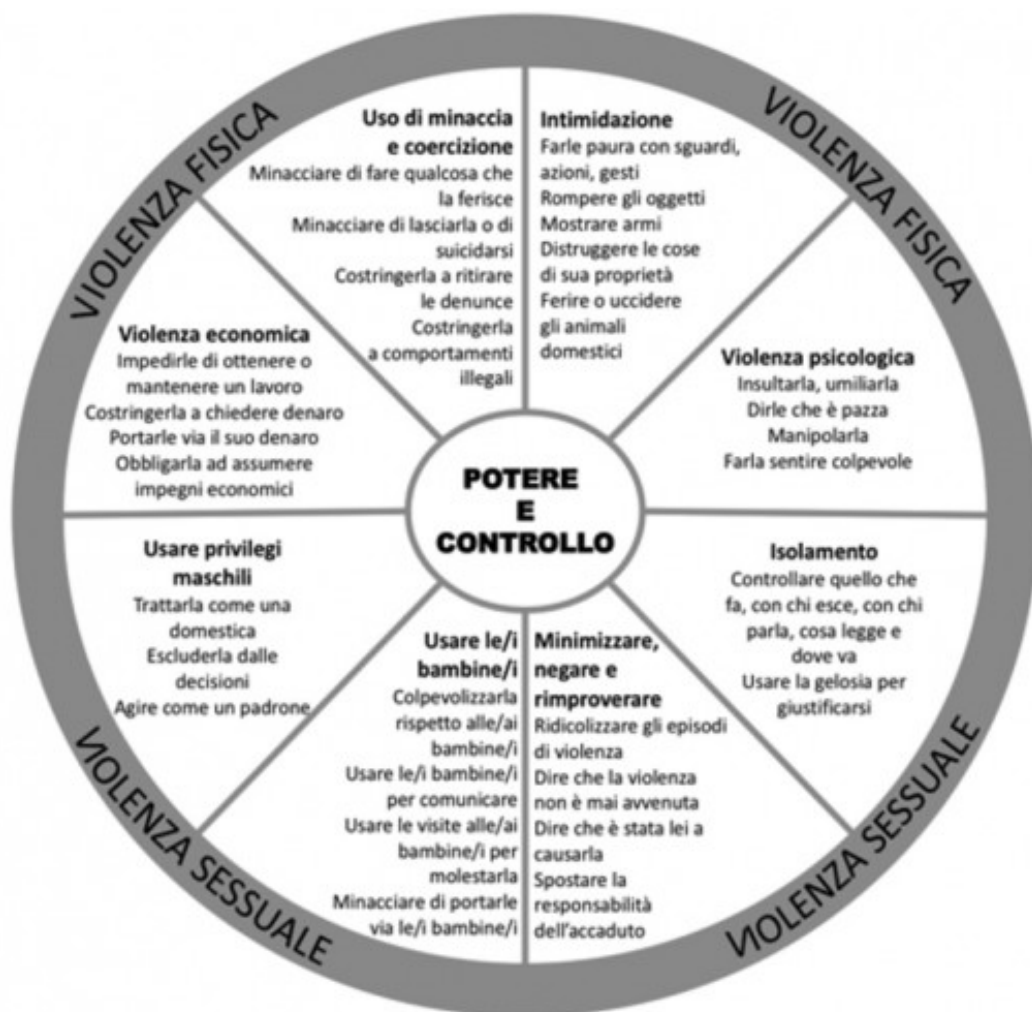 VIOLENZA FISICA
VIOLENZA FISICA
Uso di minaccia
e coercizione
Minacciare di fare qualcosa che
la ferisce
Minacciare di lasciarla o di
suicidarsi
Costringerla a ritirare
le denunce
Costringerla
a comportamenti
illegali
Intimidazione
Farle paura con sguardi,
azioni, gesti
Rompere gli oggetti
Mostrare armi
Distruggere le cose
di sua proprietà
Ferire o uccidere
gli animali
domestici
Violenza economica
Impedirle di ottenere o
mantenere un lavoro
Costringerla a chiedere denaro
Portarle via il suo denaro
Obbligarla ad assumere
impegni economici
Violenza psicologica
Insultarla, umiliarla
Dirle che è pazza
Manipolarla
Farla sentire colpevole
POTERE
E
CONTROLLO
Usare privilegi
maschili
Trattarla come una
domestica
Escluderla dalle
decisioni
Agire come un padrone
Isolamento
Controllare quello che
fa, con chi esce, con chi
parla, cosa legge e
dove va
Usare la gelosia per
giustificarsi
Usare le/i
bambine/i
Colpevolizzarla
rispetto alle/ai
bambine/i
Usare le/i bambine/i
per comunicare
Usare le visite alle/ai
bambine/i per
molestarla
Minacciare di portarle
via le/i bambine/i
Minimizzare,
negare e
rimproverare
Ridicolizzare gli episodi
di violenza
Dire che la violenza
non è mai avvenuta
Dire che è stata lei a
causarla
Spostare la
responsabilità
dell'accaduto
VIOLENZA SESSUALE
VIOLENZA SESSUALE